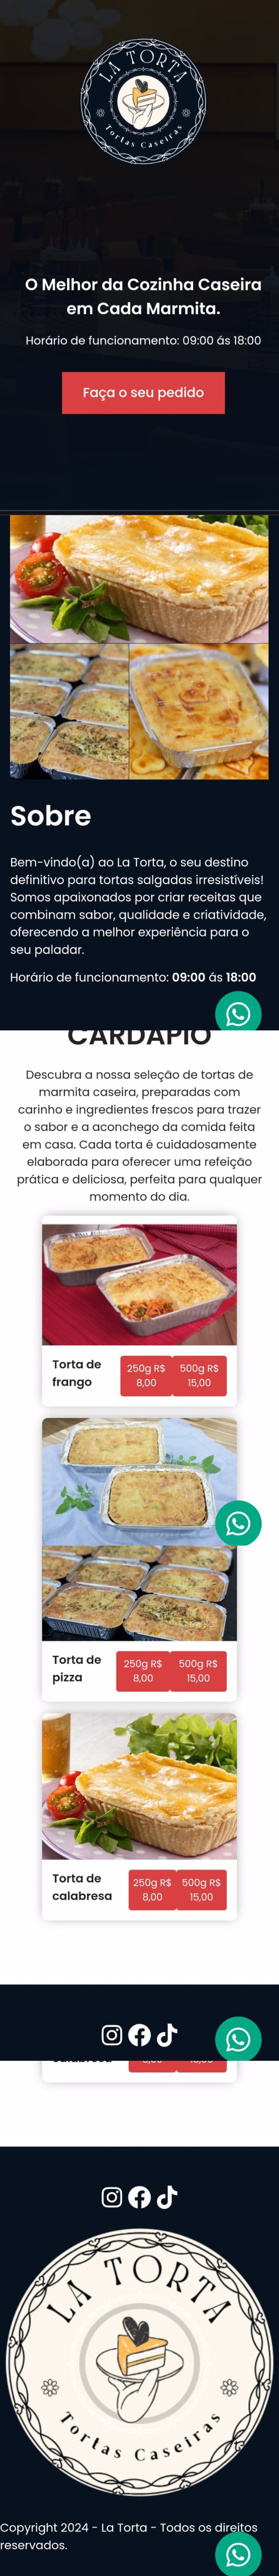 LA TORTA
Tortas Caseiras
O Melhor da Cozinha Caseira
em Cada Marmita.
Horário de funcionamento: 09:00 ás 18:00
Faça o seu pedido
Sobre
Bem-vindo(a) ao La Torta, o seu destino
definitivo para tortas salgadas irresistíveis!
Somos apaixonados por criar receitas que
combinam sabor, qualidade e criatividade,
oferecendo a melhor experiência para o
seu paladar.
Horário de funcionamento: 09:00 ás 18:00
CARDÁPIO
Descubra a nossa seleção de tortas de
marmita caseira, preparadas com
carinho e ingredientes frescos para trazer
o sabor e a aconchego da comida feita
em casa. Cada torta é cuidadosamente
elaborada para oferecer uma refeição
prática e deliciosa, perfeita para qualquer
momento do dia.
Torta de
frango
250g R$
8,00
500g R$
15,00
Torta de
pizza
250g R$
8,00
500g R$
15,00
Torta de
calabresa
250g R$
8,00
500g R$
15,00
LA TORTA
Tortas Caseiras
Copyright 2024 - La Torta - Todos os direitos
reservados.